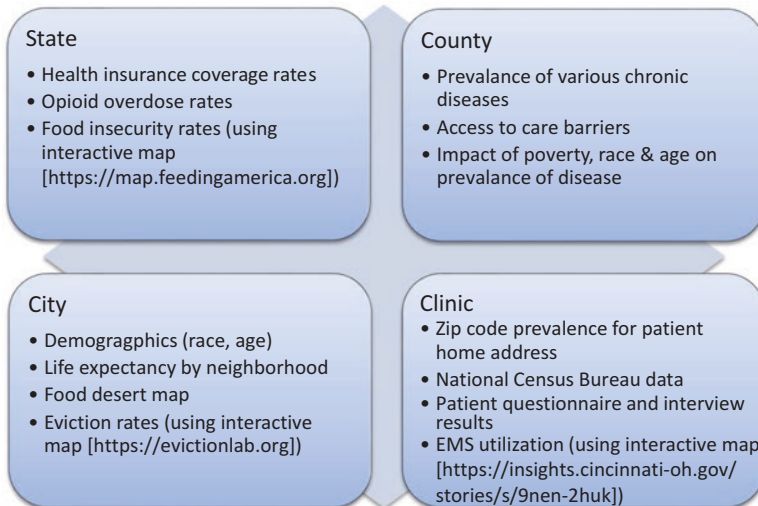 State
• Health insurance coverage rates
• Opioid overdose rates
• Food insecurity rates (using
interactive map
[https://map.feedingamerica.org])
County
• Prevalance of various chronic
diseases
• Access to care barriers
• Impact of poverty, race & age on
prevalance of disease
City
• Demogragphics (race, age)
• Life expectancy by neighborhood
• Food desert map
• Eviction rates (using interactive
map [https://evictionlab.org])
Clinic
• Zip code prevalence for patient
home address
• National Census Bureau data
• Patient questionnaire and interview
results
• EMS utilization (using interactive map
[https://insights.cincinnati-oh.gov/
stories/s/9nen-2huk])